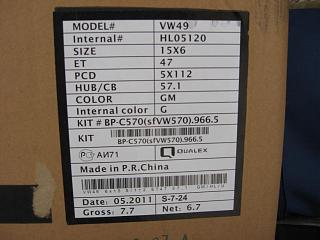 MODEL# VW49
Internal# HL05120
SIZE 15X6
ET 47
PCD 5X112
HUB/CB 57.1
COLOR GM
Internal color G
KIT # BP-C570(sfVW570).966.5
KIT
BP-C570(sfVW570).966.5
АИ71 QUALEX
Made in P.R.China
Date: 05.2011 S-7-24
Gross: 7.7 Net: 6.7